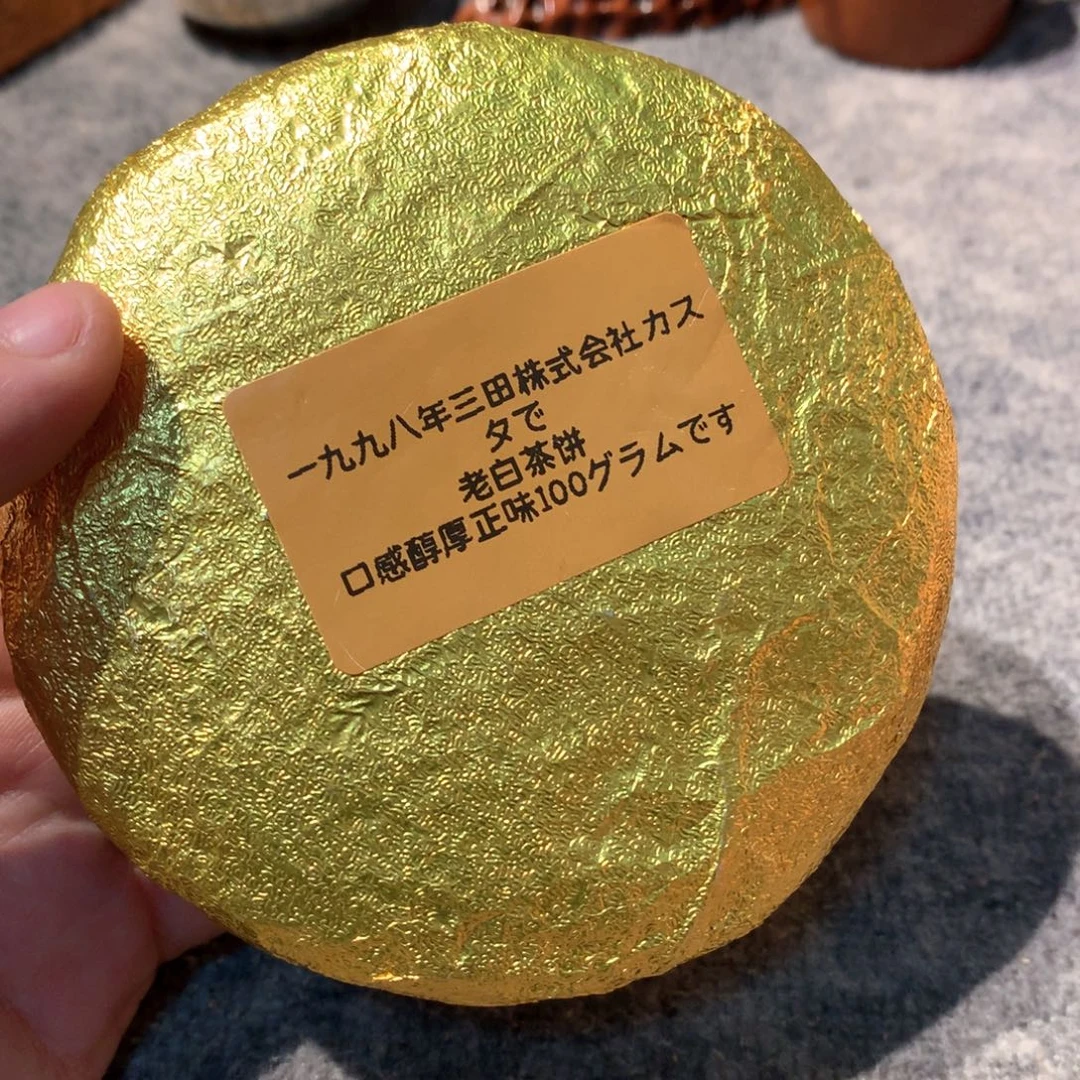 一九九八年三田株式会社カス
タで
老白茶饼
口感醇厚正味100グラムです